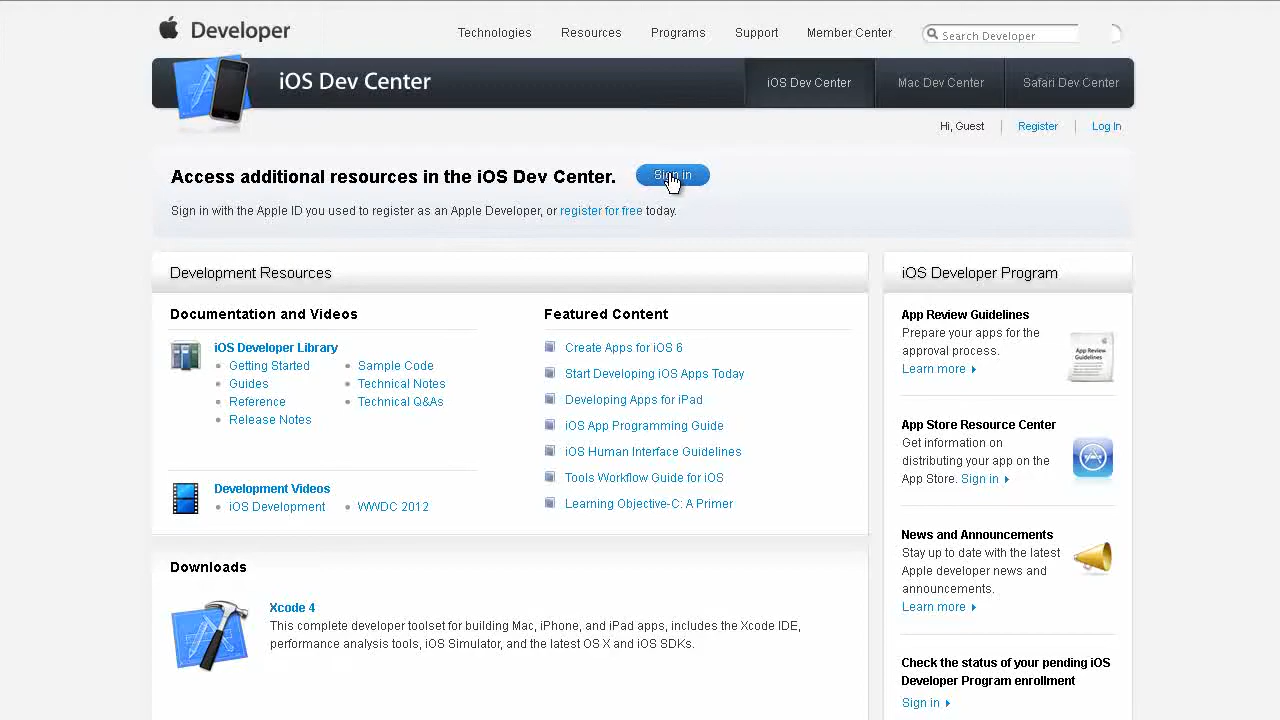 Developer
Technologies
Resources
Programs
Support
Member Center
Search Developer
iOS Dev Center
iOS Dev Center
Mac Dev Center
Safari Dev Center
Hi, Guest
Register
Log In
Access additional resources in the iOS Dev Center.
Sign in
Sign in with the Apple ID you used to register as an Apple Developer, or register for free today.
Development Resources
Documentation and Videos
iOS Developer Library
Getting Started
Sample Code
Guides
Technical Notes
Reference
Technical Q&As
Release Notes
Development Videos
iOS Development
WWDC 2012
Featured Content
Create Apps for iOS 6
Start Developing iOS Apps Today
Developing Apps for iPad
iOS App Programming Guide
iOS Human Interface Guidelines
Tools Workflow Guide for iOS
Learning Objective-C: A Primer
Downloads
Xcode 4
This complete developer toolset for building Mac, iPhone, and iPad apps, includes the Xcode IDE,
performance analysis tools, iOS Simulator, and the latest OS X and iOS SDKs.
iOS Developer Program
App Review Guidelines
Prepare your apps for the
approval process.
Learn more
App Review
Guidelines
App Store Resource Center
Get information on
distributing your app on the
App Store. Sign in
News and Announcements
Stay up to date with the latest
Apple developer news and
announcements.
Learn more
Check the status of your pending iOS
Developer Program enrollment
Sign in